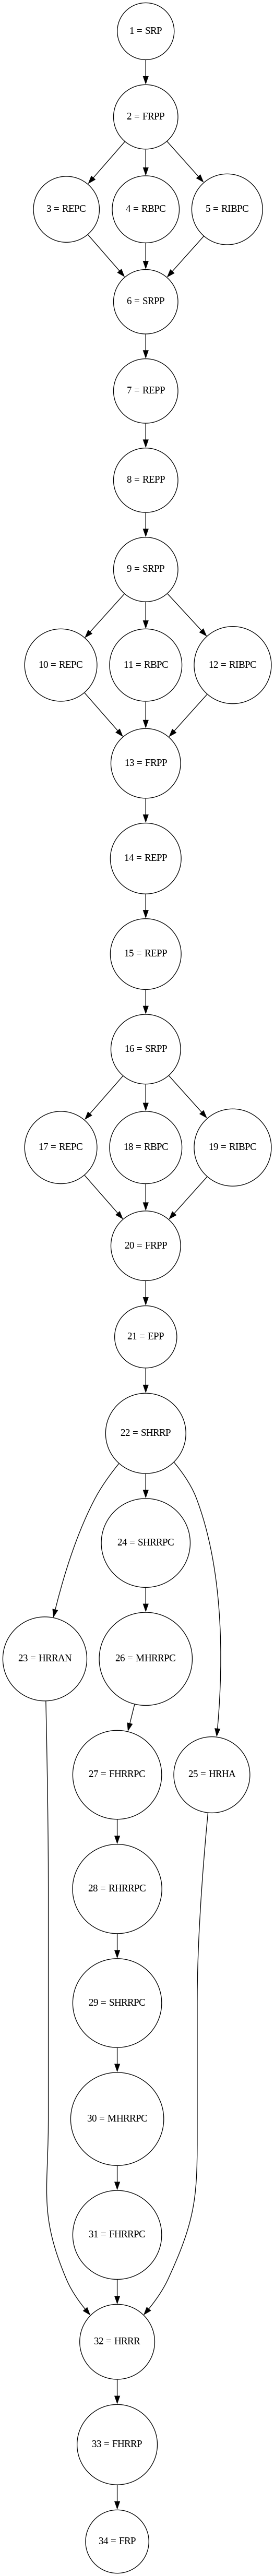 1 = SRP
2 = FRPP
3 = REPC
4 = RBPC
5 = RIBPC
6 = SRPP
7 = REPP
8 = REPP
9 = SRPP
10 = REPC
11 = RBPC
12 = RIBPC
13 = FRPP
14 = REPP
15 = REPP
16 = SRPP
17 = REPC
18 = RBPC
19 = RIBPC
20 = FRPP
21 = EPP
22 = SHRRP
24 = SHRRPC
23 = HRRAN
26 = MHRRPC
27 = FHRRPC
25 = HRHA
28 = RHRRPC
29 = SHRRPC
30 = MHRRPC
31 = FHRRPC
32 = HRRR
33 = FHRRP
34 = FRP